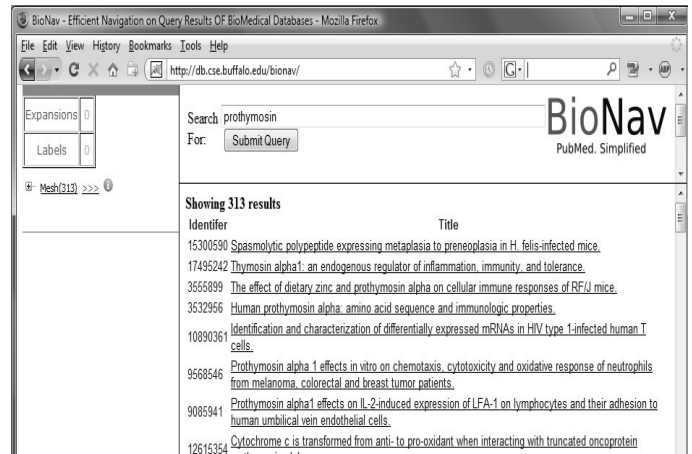 BioNav - Efficient Navigation on Query Results OF BioMedical Databases - Mozilla Firefox
File Edit View History Bookmarks Tools Help
http://db.cse.buffalo.edu/bionav/
G
ABP
Expansions 0
Labels 0
Mesh(313) >>>
Search prothymosin
For: Submit Query
BioNav
PubMed. Simplified
Showing 313 results
Identifer Title
15300590 Spasmolytic polypeptide expressing metaplasia to preneoplasia in H. felis-infected mice.
17495242 Thymosin alpha1: an endogenous regulator of inflammation, immunity, and tolerance.
3555899 The effect of dietary zinc and prothymosin alpha on cellular immune responses of RF/J mice.
3532956 Human prothymosin alpha: amino acid sequence and immunologic properties.
10890361 Identification and characterization of differentially expressed mRNAs in HIV type 1-infected human T
cells.
9568546 Prothymosin alpha 1 effects in vitro on chemotaxis, cytotoxicity and oxidative response of neutrophils
from melanoma, colorectal and breast tumor patients.
9085941 Prothymosin alpha1 effects on IL-2-induced expression of LFA-1 on lymphocytes and their adhesion to
human umbilical vein endothelial cells.
12615354 Cytochrome c is transformed from anti- to pro-oxidant when interacting with truncated oncoprotein